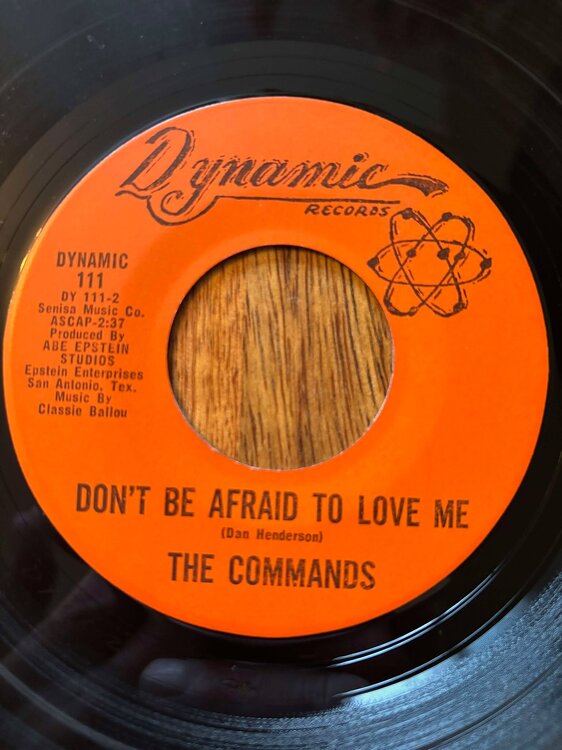 Dynamic
RECORDS
DYNAMIC
111
DY 111-2
Senisa Music Co.
ASCAP-2:37
Produced By
ABE EPSTEIN
STUDIOS
Epstein Enterprises
San Antonio, Tex.
Music By
Classie Ballou
DON'T BE AFRAID TO LOVE ME
(Dan Henderson)
THE COMMANDS